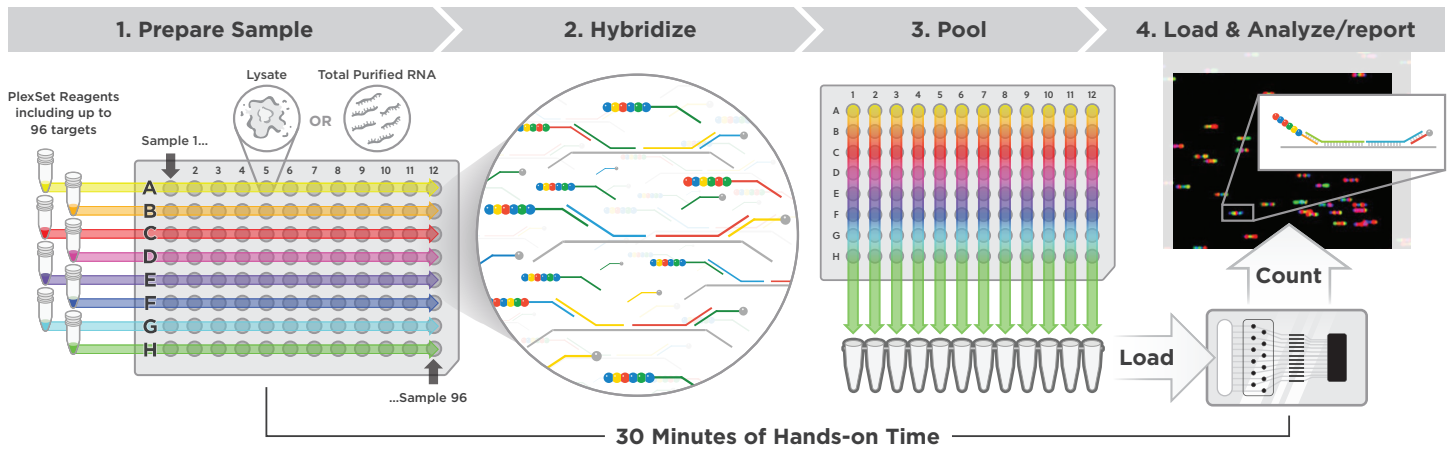 1. Prepare Sample
2. Hybridize
3. Pool
4. Load & Analyze/report
PlexSet Reagents
including up to
96 targets
Lysate
OR
Total Purified RNA
Sample 1...
2 3 4 5 6 7 8 9 10 11 12
A
B
C
D
E
F
G
H
...Sample 96
1 2 3 4 5 6 7 8 9 10 11 12
A
B
C
D
E
F
G
H
Load
Count
30 Minutes of Hands-on Time